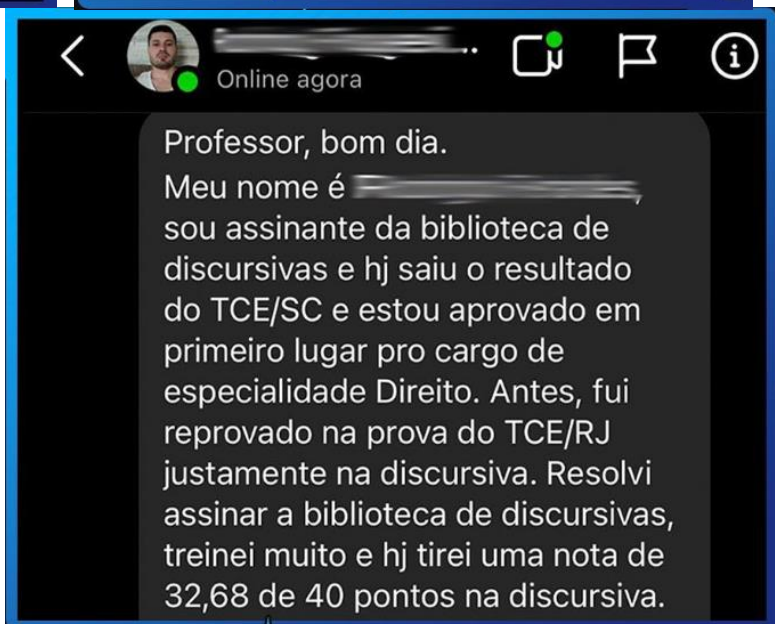 Online agora
Professor, bom dia.
Meu nome é
sou assinante da biblioteca de
discursivas e hj saiu o resultado
do TCE/SC e estou aprovado em
primeiro lugar pro cargo de
especialidade Direito. Antes, fui
reprovado na prova do TCE/RJ
justamente na discursiva. Resolvi
assinar a biblioteca de discursivas,
treinei muito e hj tirei uma nota de
32,68 de 40 pontos na discursiva.